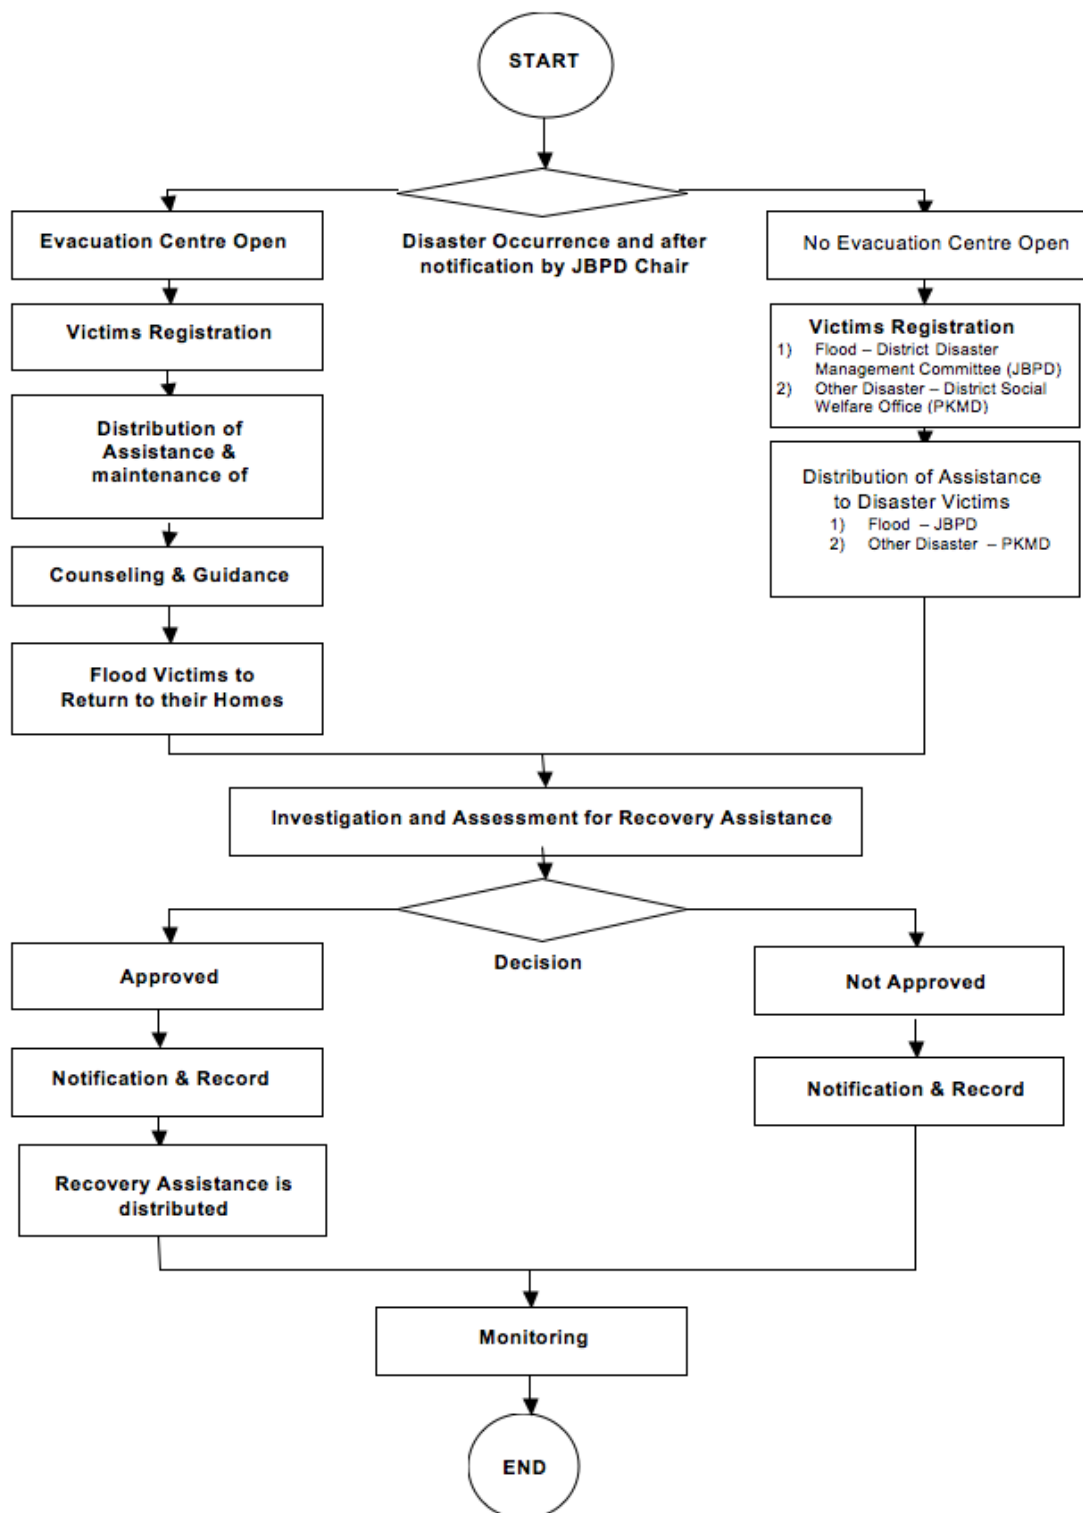 START
Evacuation Centre Open
Disaster Occurrence and after
notification by JBPD Chair
No Evacuation Centre Open
Victims Registration
Victims Registration
1) Flood – District Disaster
Management Committee (JBPD)
2) Other Disaster – District Social
Welfare Office (PKMD)
Distribution of
Assistance &
maintenance of
Distribution of Assistance
to Disaster Victims
1) Flood – JBPD
2) Other Disaster – PKMD
Counseling & Guidance
Flood Victims to
Return to their Homes
Investigation and Assessment for Recovery Assistance
Decision
Approved
Not Approved
Notification & Record
Notification & Record
Recovery Assistance is
distributed
Monitoring
END